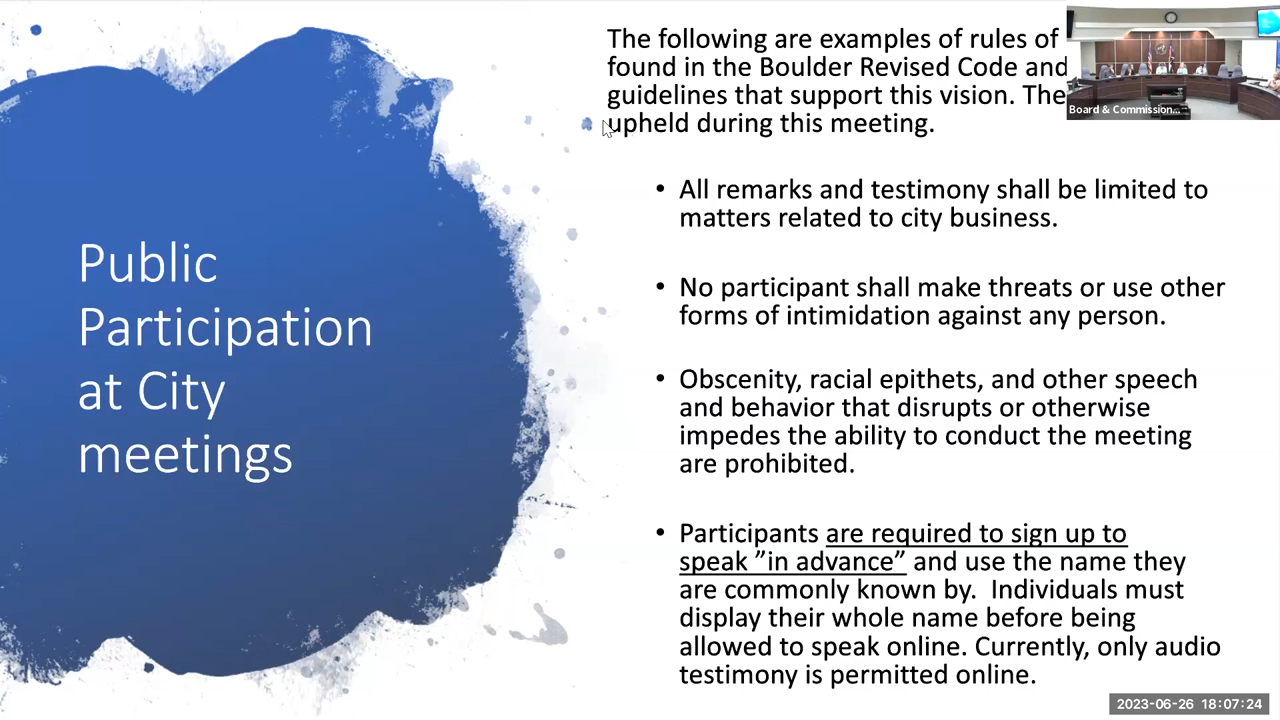 Public
Participation
at City
meetings
The following are examples of rules of
found in the Boulder Revised Code and
guidelines that support this vision. The
upheld during this meeting.
• All remarks and testimony shall be limited to
matters related to city business.
• No participant shall make threats or use other
forms of intimidation against any person.
• Obscenity, racial epithets, and other speech
and behavior that disrupts or otherwise
impedes the ability to conduct the meeting
are prohibited.
• Participants are required to sign up to
speak ”in advance” and use the name they
are commonly known by.  Individuals must
display their whole name before being
allowed to speak online. Currently, only audio
testimony is permitted online.
Board & Commission...
2023-06-26 18:07:24